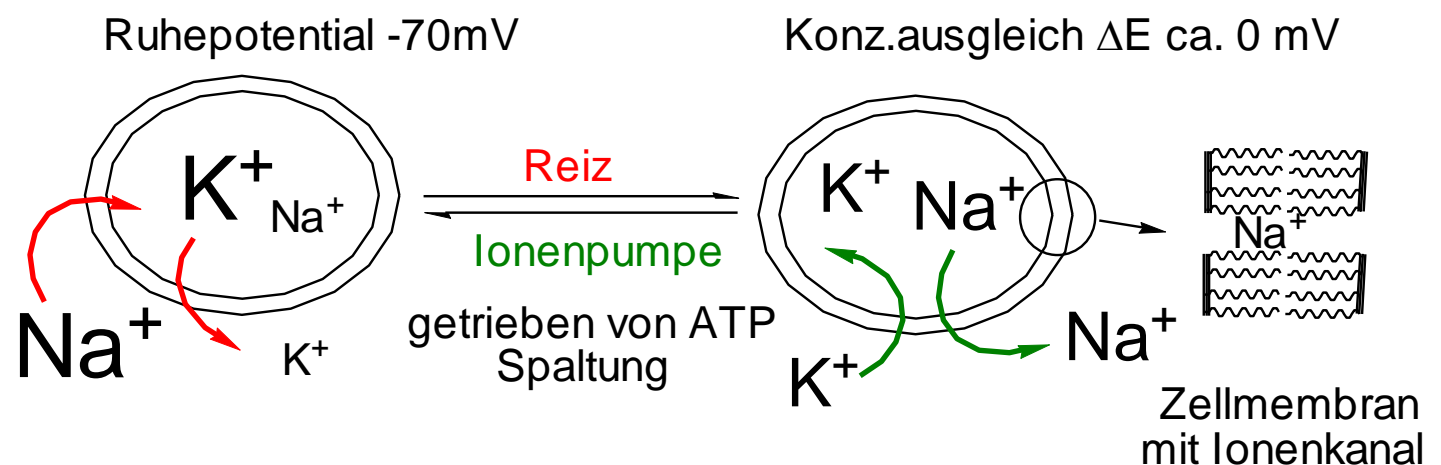 Ruhepotential -70mV
Konz.ausgleich ΔE ca. 0 mV
K⁺
Na⁺
Na⁺
K⁺
Reiz
Ionenpumpe
getrieben von ATP
Spaltung
K⁺
Na⁺
K⁺
Na⁺
Na⁺
Zellmembran
mit Ionenkanal